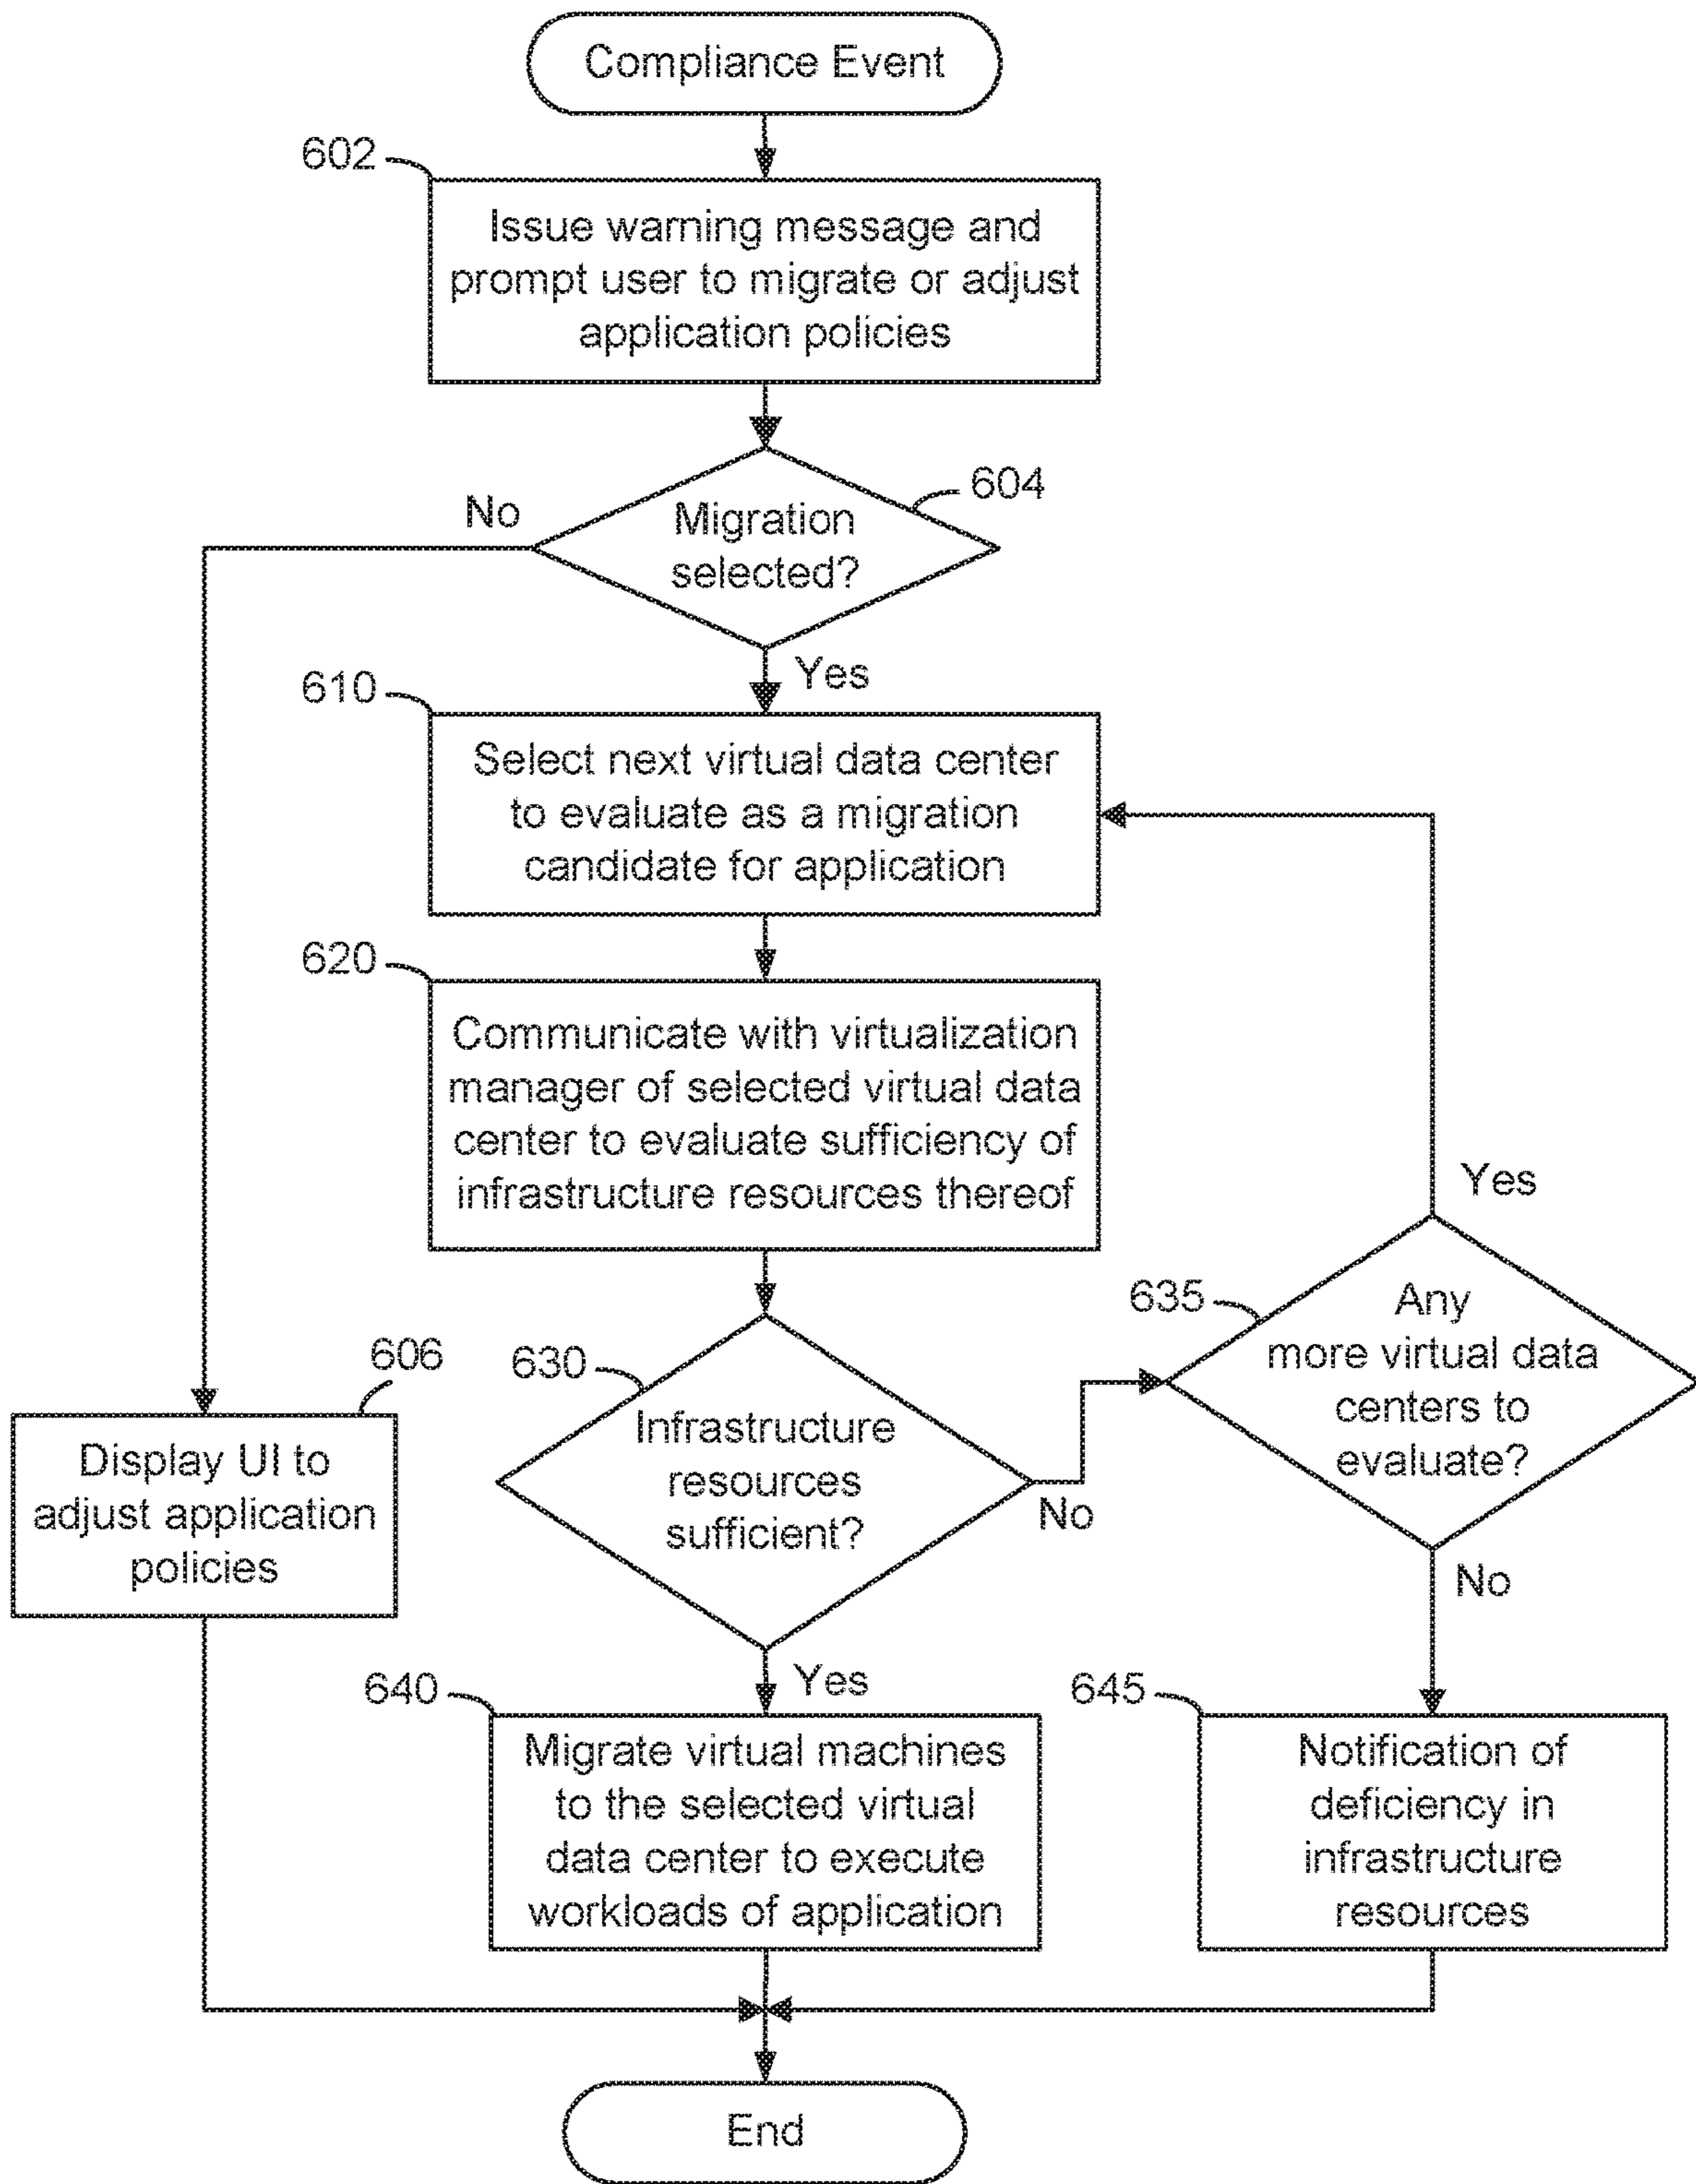 Compliance Event
602
Issue warning message and
prompt user to migrate or adjust
application policies
604
No
Migration
selected?
Yes
610
Select next virtual data center
to evaluate as a migration
candidate for application
620
Communicate with virtualization
manager of selected virtual data
center to evaluate sufficiency of
infrastructure resources thereof
Yes
635
Any
more virtual data
centers to
evaluate?
606
Display UI to
adjust application
policies
630
Infrastructure
resources
sufficient?
No
No
Yes
640
Migrate virtual machines
to the selected virtual
data center to execute
workloads of application
645
Notification of
deficiency in
infrastructure
resources
End